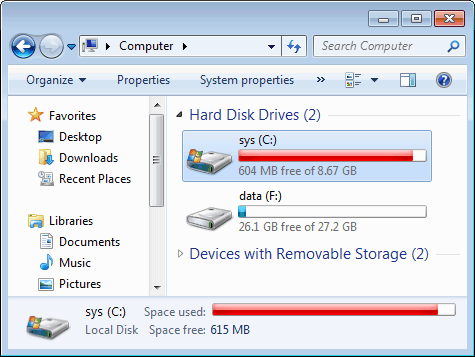 Computer
Search Computer
Organize
Properties
System properties
»
Favorites
Desktop
Downloads
Recent Places
Libraries
Documents
Music
Pictures
Hard Disk Drives (2)
sys (C:)
604 MB free of 8.67 GB
data (F:)
26.1 GB free of 27.2 GB
Devices with Removable Storage (2)
sys (C:) Space used:
Local Disk Space free: 615 MB